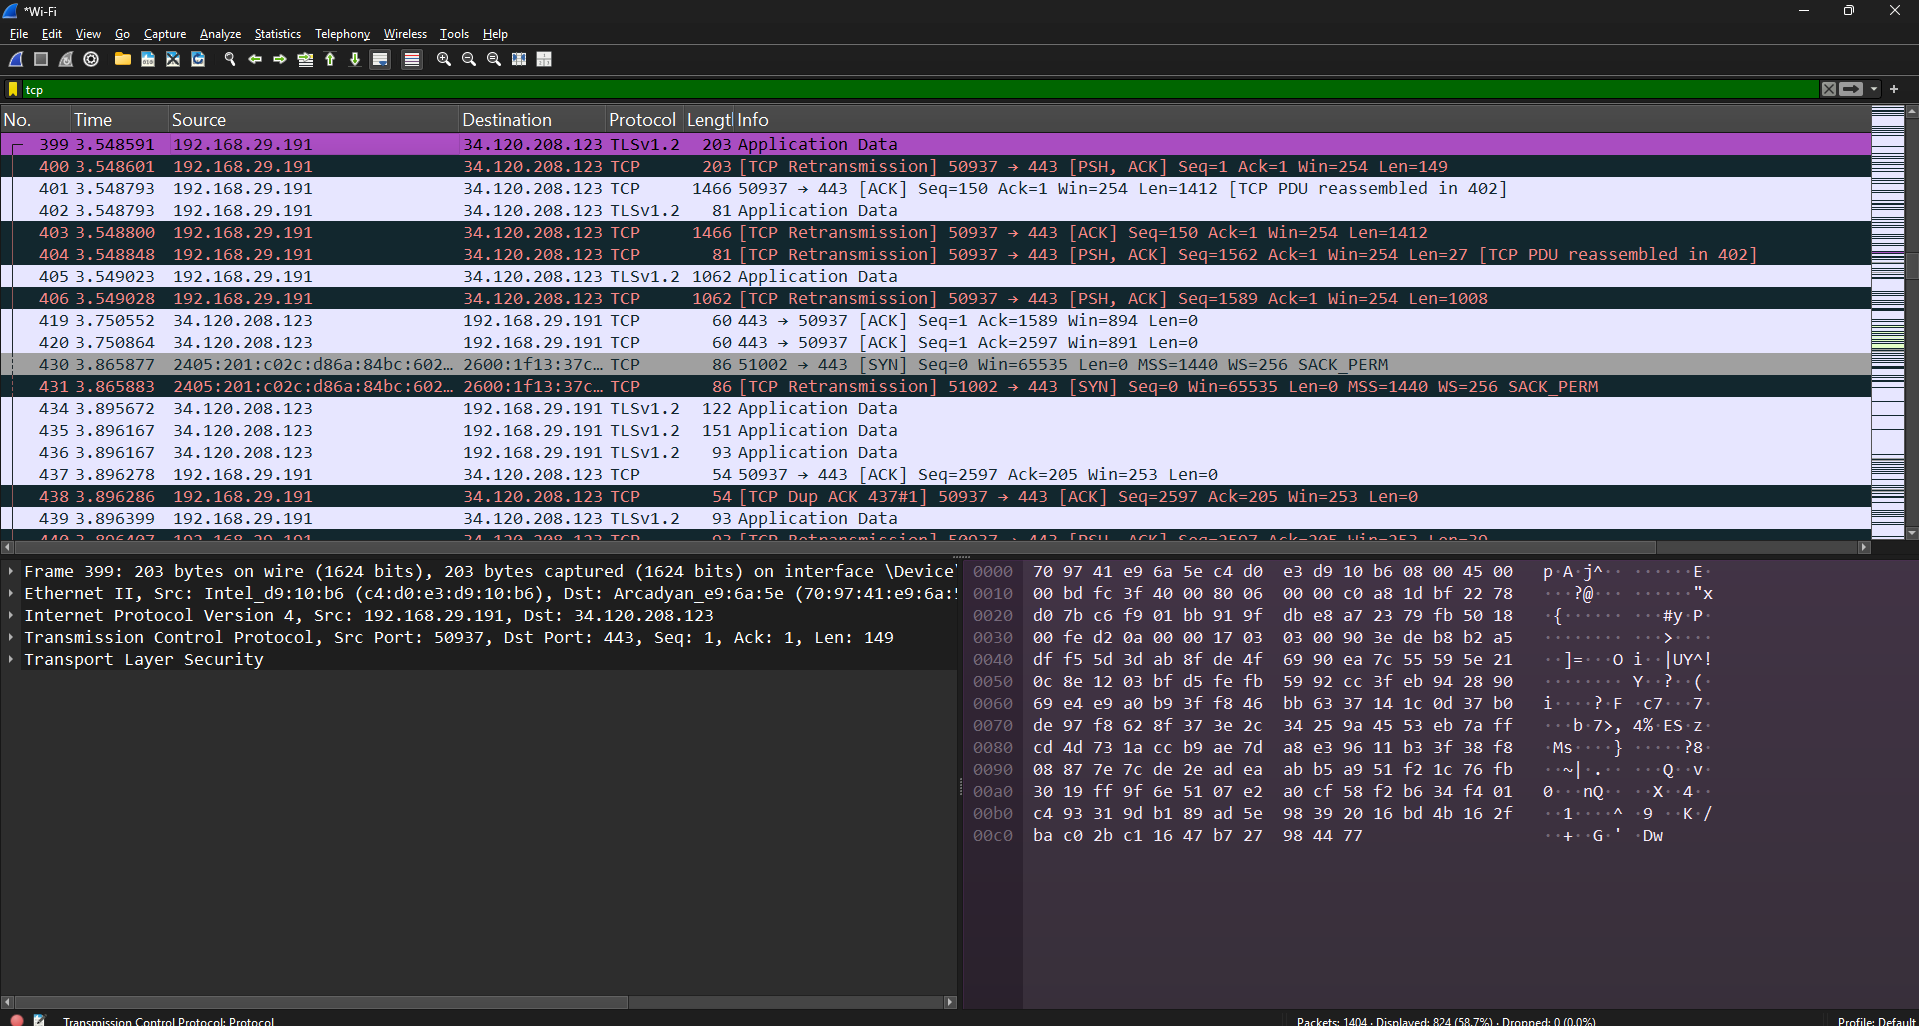 *Wi-Fi
File Edit View Go Capture Analyze Statistics Telephony Wireless Tools Help
tcp
No. Time Source Destination Protocol Lengt Info
399 3.548591 192.168.29.191 34.120.208.123 TLSv1.2 203 Application Data
400 3.548601 192.168.29.191 34.120.208.123 TCP 203 [TCP Retransmission] 50937 → 443 [PSH, ACK] Seq=1 Ack=1 Win=254 Len=149
401 3.548793 192.168.29.191 34.120.208.123 TCP 1466 50937 → 443 [ACK] Seq=150 Ack=1 Win=254 Len=1412 [TCP PDU reassembled in 402]
402 3.548793 192.168.29.191 34.120.208.123 TLSv1.2 81 Application Data
403 3.548800 192.168.29.191 34.120.208.123 TCP 1466 [TCP Retransmission] 50937 → 443 [ACK] Seq=150 Ack=1 Win=254 Len=1412
404 3.548848 192.168.29.191 34.120.208.123 TCP 81 [TCP Retransmission] 50937 → 443 [PSH, ACK] Seq=1562 Ack=1 Win=254 Len=27 [TCP PDU reassembled in 402]
405 3.549023 192.168.29.191 34.120.208.123 TLSv1.2 1062 Application Data
406 3.549028 192.168.29.191 34.120.208.123 TCP 1062 [TCP Retransmission] 50937 → 443 [PSH, ACK] Seq=1589 Ack=1 Win=254 Len=1008
419 3.750552 34.120.208.123 192.168.29.191 TCP 60 443 → 50937 [ACK] Seq=1 Ack=1589 Win=894 Len=0
420 3.750864 34.120.208.123 192.168.29.191 TCP 60 443 → 50937 [ACK] Seq=1 Ack=2597 Win=891 Len=0
430 3.865877 2405:201:c02c:d86a:84bc:602… 2600:1f13:37c… TCP 86 51002 → 443 [SYN] Seq=0 Win=65535 Len=0 MSS=1440 WS=256 SACK_PERM
431 3.865883 2405:201:c02c:d86a:84bc:602… 2600:1f13:37c… TCP 86 [TCP Retransmission] 51002 → 443 [SYN] Seq=0 Win=65535 Len=0 MSS=1440 WS=256 SACK_PERM
434 3.895672 34.120.208.123 192.168.29.191 TLSv1.2 122 Application Data
435 3.896167 34.120.208.123 192.168.29.191 TLSv1.2 151 Application Data
436 3.896167 34.120.208.123 192.168.29.191 TLSv1.2 93 Application Data
437 3.896278 192.168.29.191 34.120.208.123 TCP 54 50937 → 443 [ACK] Seq=2597 Ack=205 Win=253 Len=0
438 3.896286 192.168.29.191 34.120.208.123 TCP 54 [TCP Dup ACK 437#1] 50937 → 443 [ACK] Seq=2597 Ack=205 Win=253 Len=0
439 3.896399 192.168.29.191 34.120.208.123 TLSv1.2 93 Application Data
440 3.896407 192.168.29.191 34.120.208.123 TCP 93 [TCP Retransmission] 50937 → 443 [PSH, ACK] Seq=2597 Ack=205 Win=253 Len=39
Frame 399: 203 bytes on wire (1624 bits), 203 bytes captured (1624 bits) on interface \Device
Ethernet II, Src: Intel_d9:10:b6 (c4:d0:e3:d9:10:b6), Dst: Arcadyan_e9:6a:5e (70:97:41:e9:6a:
Internet Protocol Version 4, Src: 192.168.29.191, Dst: 34.120.208.123
Transmission Control Protocol, Src Port: 50937, Dst Port: 443, Seq: 1, Ack: 1, Len: 149
Transport Layer Security
0000 70 97 41 e9 6a 5e c4 d0 e3 d9 10 b6 08 00 45 00 p·A·j^·· ······E·
0010 00 bd fc 3f 40 00 80 06 00 00 c0 a8 1d bf 22 78 ···?@··· ······"x
0020 d0 7b c6 f9 01 bb 91 9f db e8 a7 23 79 fb 50 18 ·{······ ···#y·P·
0030 00 fe d2 0a 00 00 17 03 03 00 90 3e de b8 b2 a5 ········ ···>····
0040 df f5 5d 3d ab 8f de 4f 69 90 ea 7c 55 59 5e 21 ··]=···O i··|UY^!
0050 0c 8e 12 03 bf d5 fe fb 59 92 cc 3f eb 94 28 90 ········ Y··?··(·
0060 69 e4 e9 a0 b9 3f f8 46 bb 63 37 14 1c 0d 37 b0 i····?·F ·c7···7·
0070 de 97 f8 62 8f 37 3e 2c 34 25 9a 45 53 eb 7a ff ···b·7>, 4%·ES·z·
0080 cd 4d 73 1a cc b9 ae 7d a8 e3 96 11 b3 3f 38 f8 ·Ms····} ·····?8·
0090 08 87 7e 7c de 2e ad ea ab b5 a9 51 f2 1c 76 fb ··~|·.·· ···Q··v·
00a0 30 19 ff 9f 6e 51 07 e2 a0 cf 58 f2 b6 34 f4 01 0···nQ·· ··X··4··
00b0 c4 93 31 9d b1 89 ad 5e 98 39 20 16 bd 4b 16 2f ··1····^ ·9 ··K·/
00c0 ba c0 2b c1 16 47 b7 27 98 44 77 ··+··G·' ·Dw
Transmission Control Protocol: Protocol
Packets: 1404 · Displayed: 824 (58.7%) · Dropped: 0 (0.0%)
Profile: Default